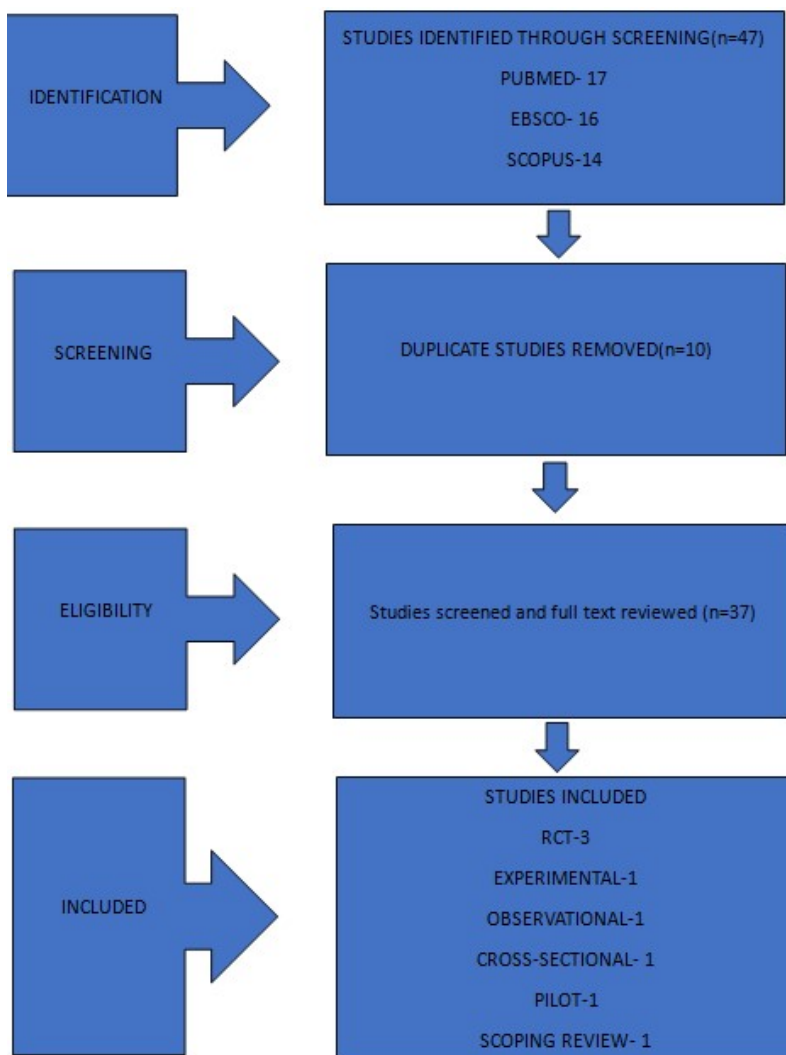 IDENTIFICATION
STUDIES IDENTIFIED THROUGH SCREENING(n=47)
PUBMED- 17
EBSCO- 16
SCOPUS-14
SCREENING
DUPLICATE STUDIES REMOVED(n=10)
ELIGIBILITY
Studies screened and full text reviewed (n=37)
INCLUDED
STUDIES INCLUDED
RCT-3
EXPERIMENTAL-1
OBSERVATIONAL-1
CROSS-SECTIONAL- 1
PILOT-1
SCOPING REVIEW- 1